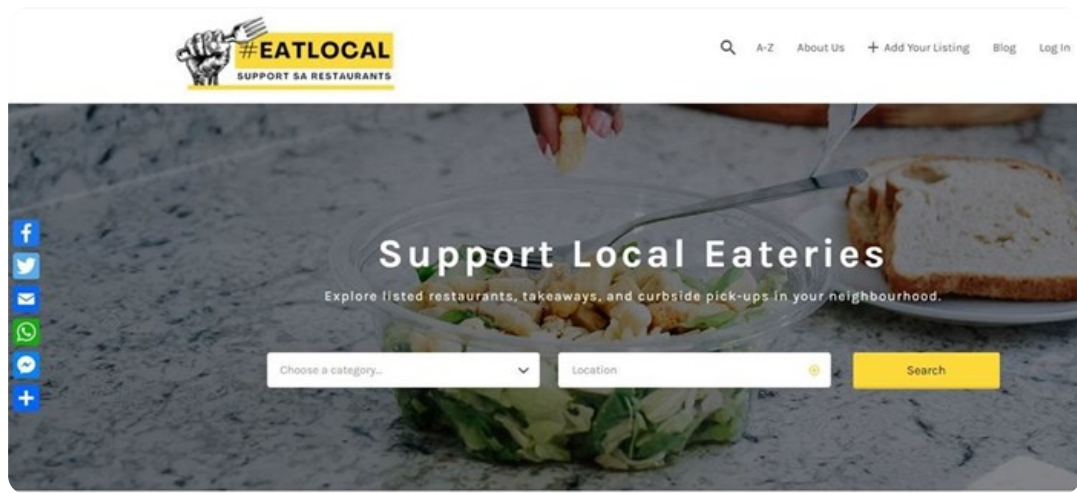 #EATLOCAL
SUPPORT SA RESTAURANTS
A-Z About Us + Add Your Listing Blog Log In
Support Local Eateries
Explore listed restaurants, takeaways, and curbside pick-ups in your neighbourhood.
Choose a category... Location Search